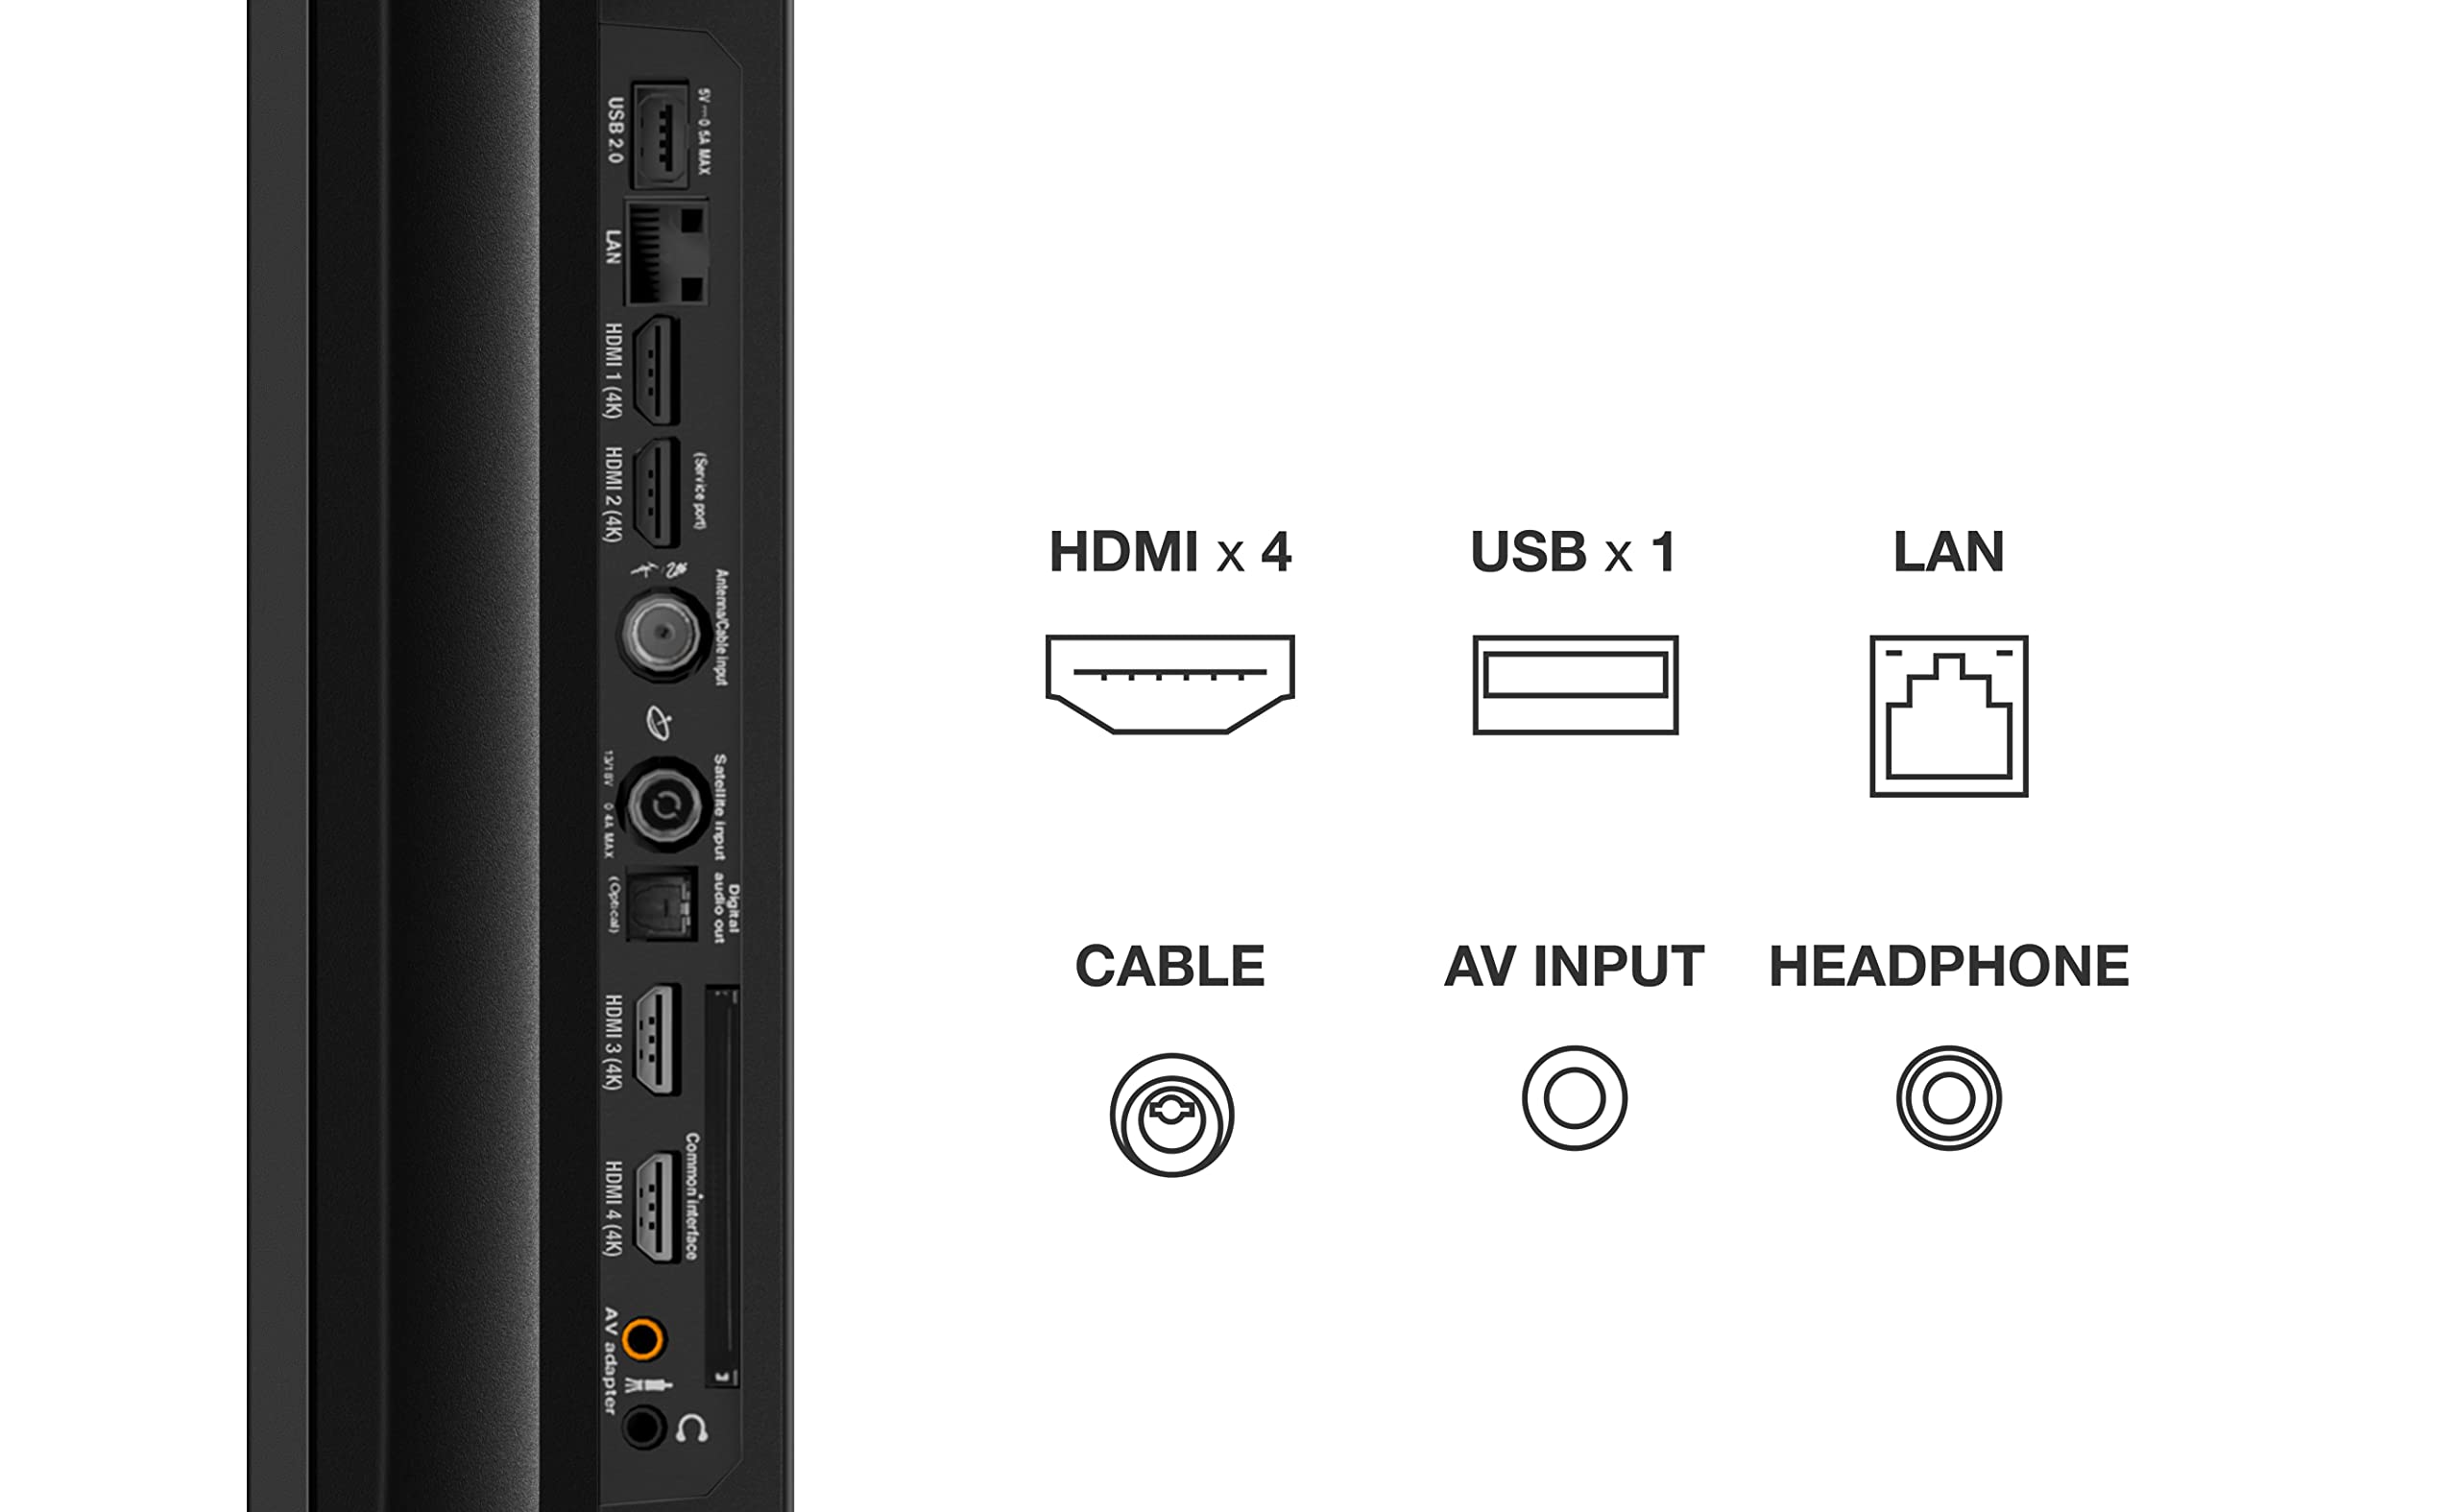 5V⎓0.5A MAX
USB 2.0
LAN
HDMI 1 (4K)
HDMI 2 (4K)
(Service port)
Antenna/Cable input
Satellite input
13/18V 0.4A MAX
Digital
audio out
(Optical)
HDMI 3 (4K)
HDMI 4 (4K)
Common interface
AV adapter
HDMI x 4
USB x 1
LAN
CABLE
AV INPUT
HEADPHONE